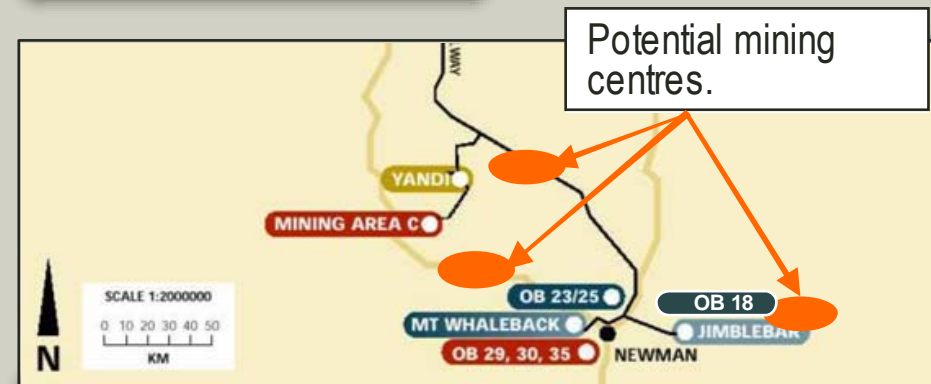 Potential mining
centres.
LWAY
YANDI
MINING AREA C
SCALE 1:2000000
0 10 20 30 40 50
KM
N
OB 23/25
OB 18
MT WHALEBACK
JIMBLEBAR
OB 29, 30, 35
NEWMAN